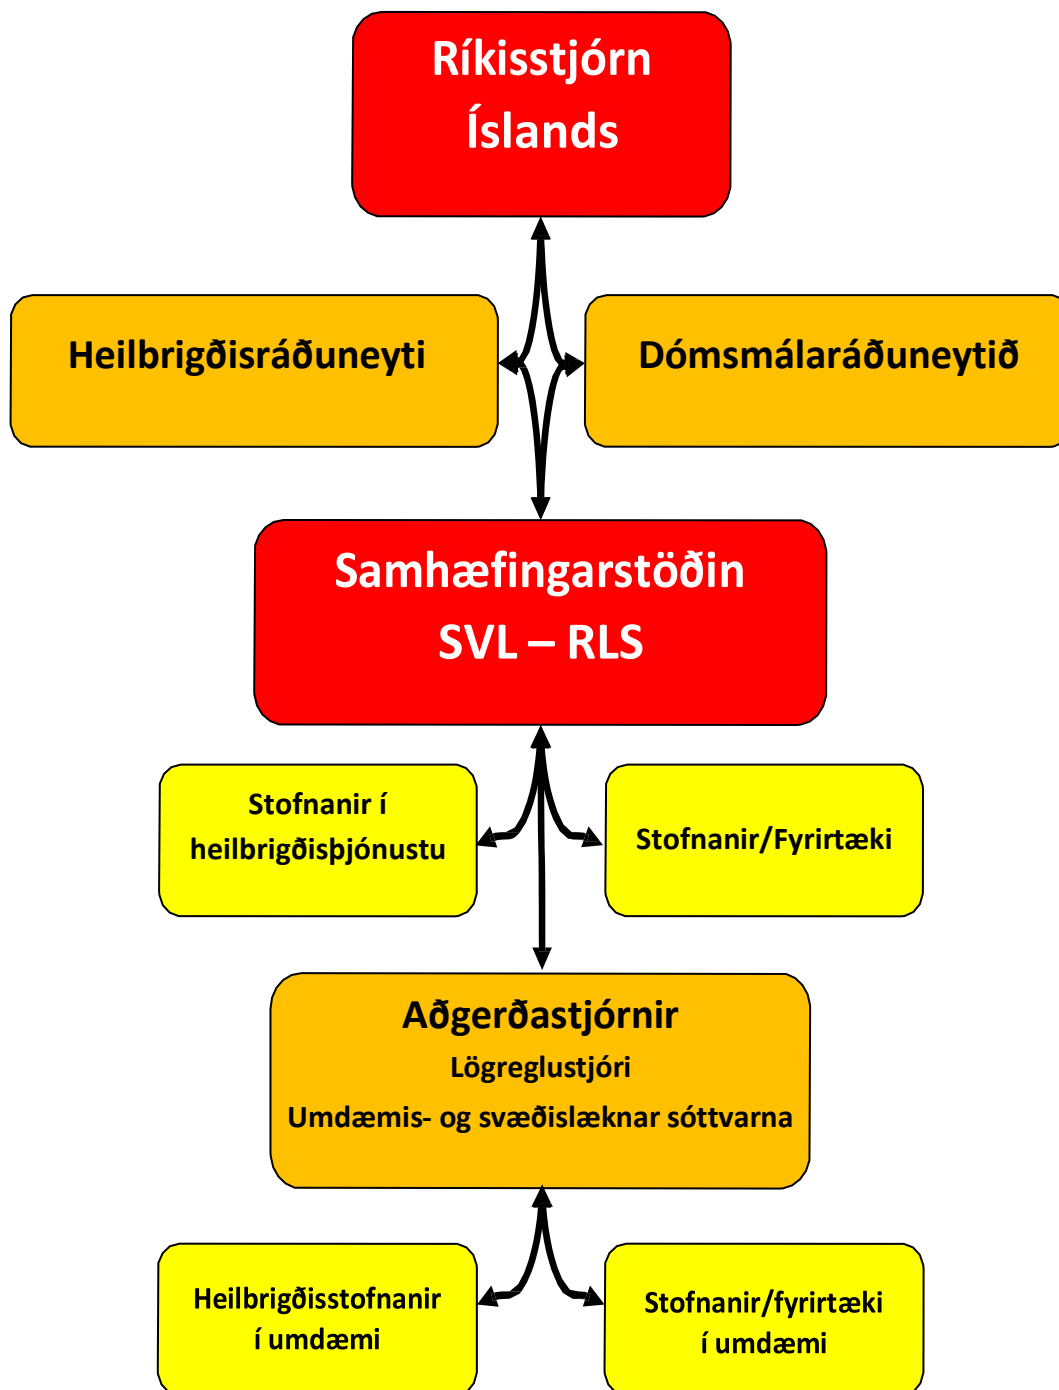 Ríkisstjórn
Íslands
Heilbrigðisráðuneyti
Dómsmálaráðuneytið
Samhæfingarstöðin
SVL – RLS
Stofnanir í
heilbrigðisþjónustu
Stofnanir/Fyrirtæki
Aðgerðastjórnir
Lögreglustjóri
Umdæmis- og svæðislæknar sóttvarna
Heilbrigðisstofnanir
í umdæmi
Stofnanir/fyrirtæki
í umdæmi